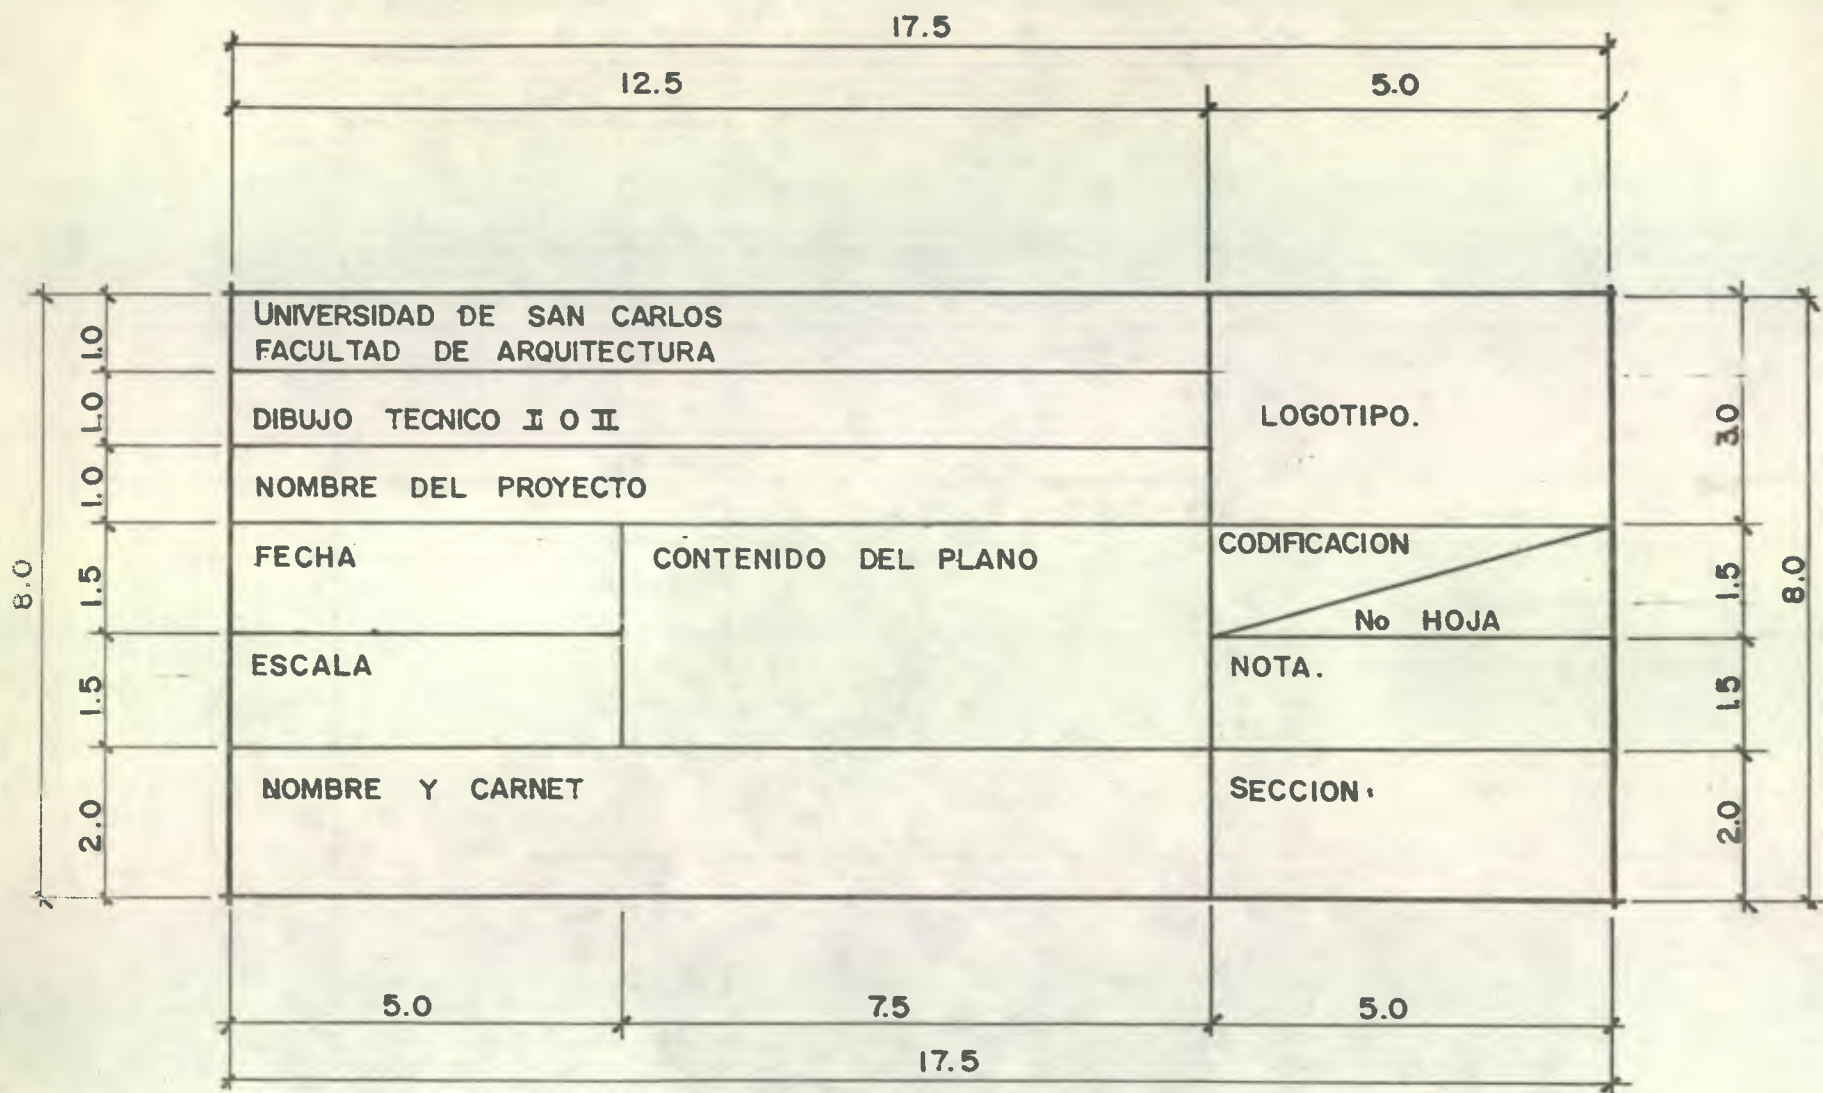 17.5
12.5
5.0
UNIVERSIDAD DE SAN CARLOS
FACULTAD DE ARQUITECTURA
DIBUJO TECNICO II O II
NOMBRE DEL PROYECTO
LOGOTIPO.
FECHA
CONTENIDO DEL PLANO
CODIFICACION
No HOJA
ESCALA
NOTA.
NOMBRE Y CARNET
SECCION.
8.0
1.0
1.0
1.0
1.5
1.5
2.0
3.0
1.5
1.5
2.0
8.0
5.0
7.5
5.0
17.5